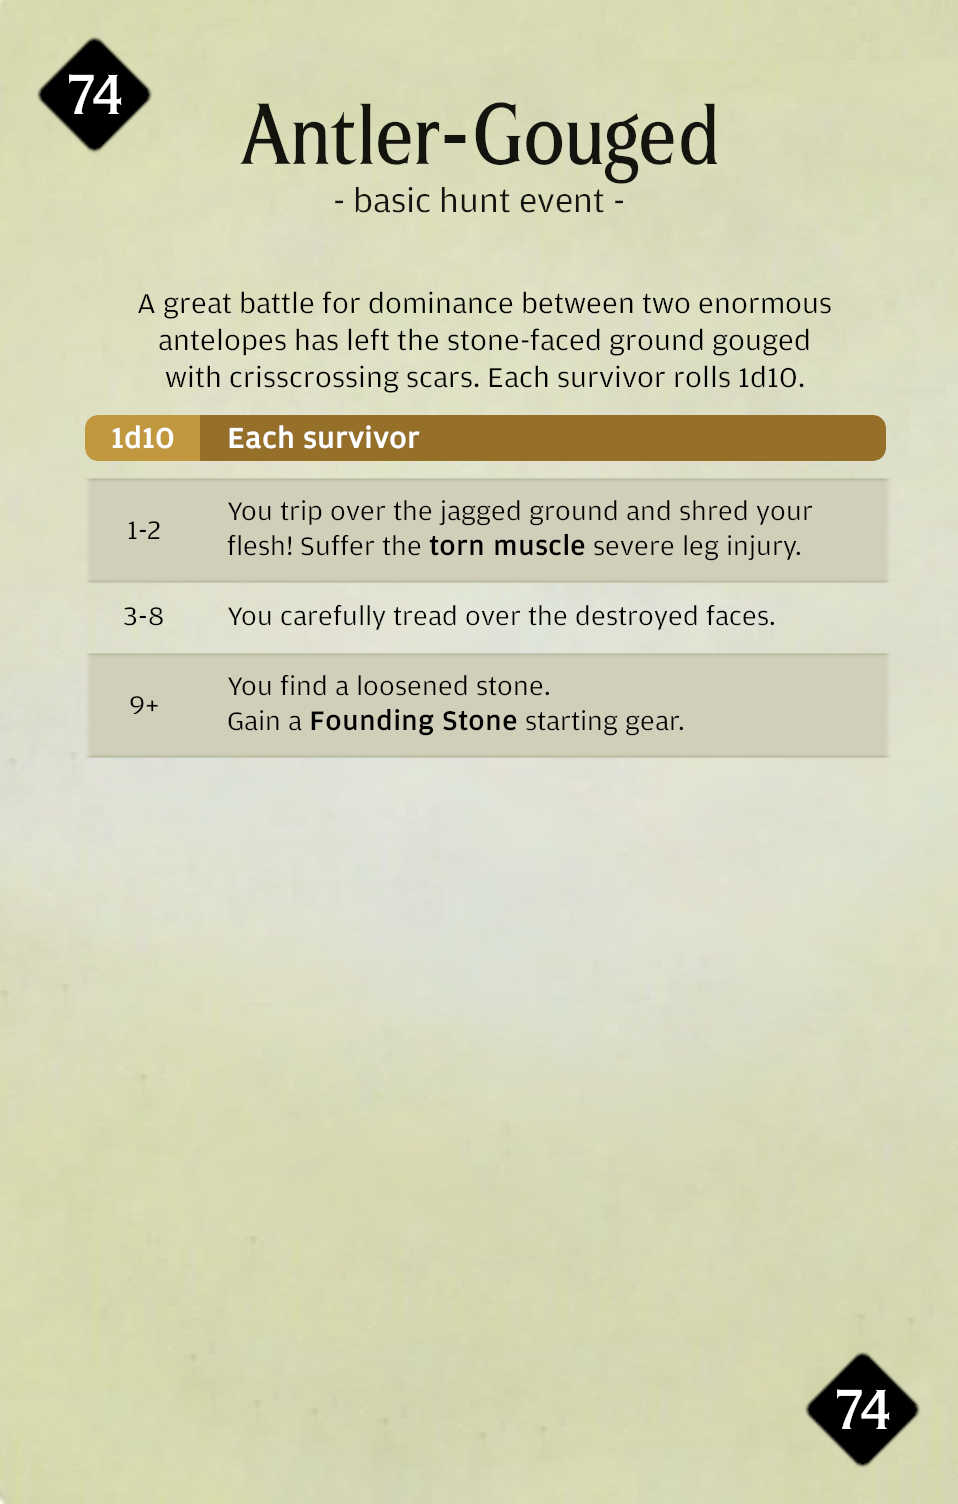 74
Antler-Gouged
- basic hunt event -
A great battle for dominance between two enormous
antelopes has left the stone-faced ground gouged
with crisscrossing scars. Each survivor rolls 1d10.
1d10 Each survivor
1-2 You trip over the jagged ground and shred your
flesh! Suffer the torn muscle severe leg injury.
3-8 You carefully tread over the destroyed faces.
9+ You find a loosened stone.
Gain a Founding Stone starting gear.
74